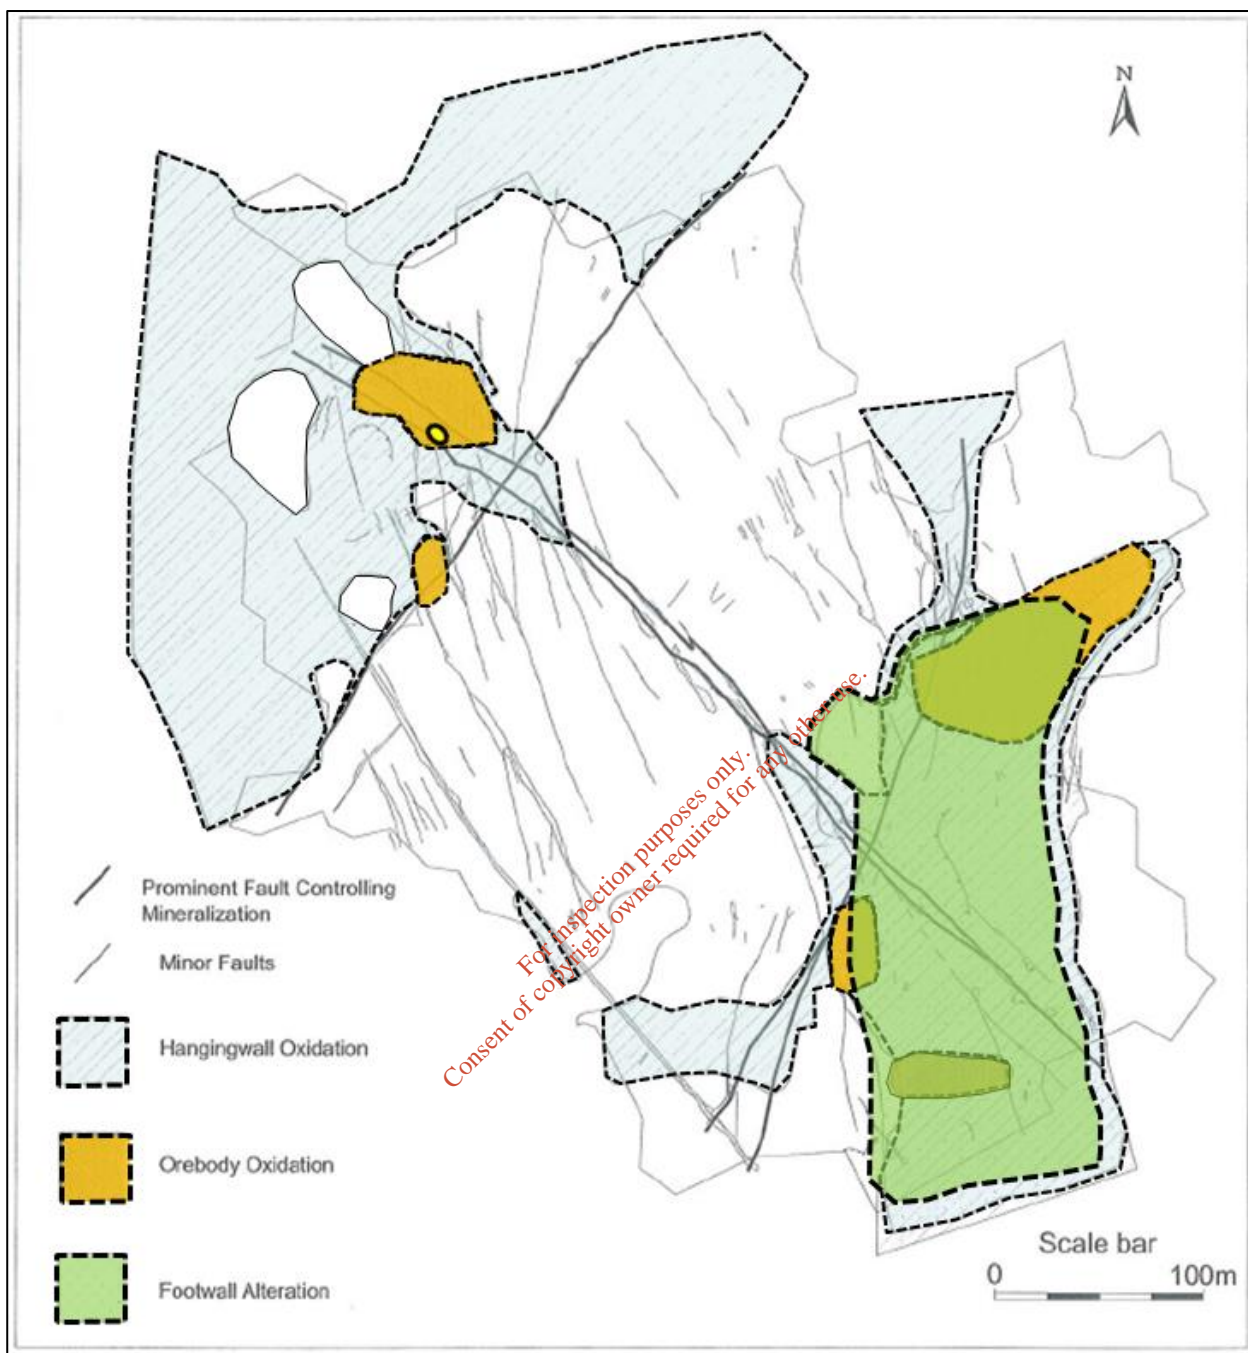 N
For inspection purposes only.
Consent of copyright owner required for any other use.
Prominent Fault Controlling
Mineralization
Minor Faults
Hangingwall Oxidation
Orebody Oxidation
Footwall Alteration
Scale bar
0 100m